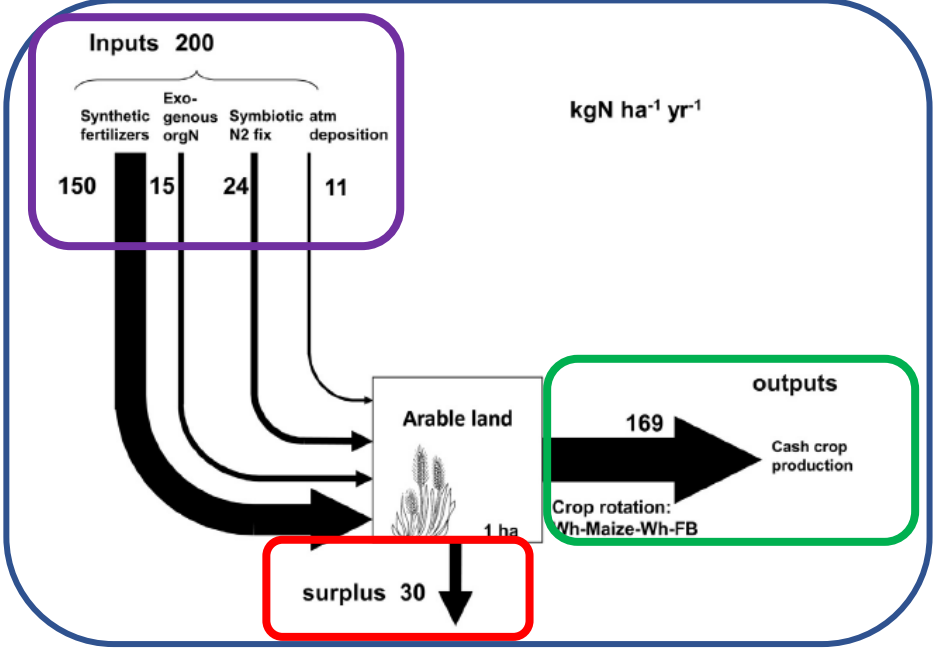 Inputs 200
Synthetic
fertilizers
Exo-
genous
orgN
Symbiotic
N2 fix
atm
deposition
150
15
24
11
kgN ha⁻¹ yr⁻¹
Arable land
1 ha
outputs
169
Cash crop
production
Crop rotation:
Wh-Maize-Wh-FB
surplus 30